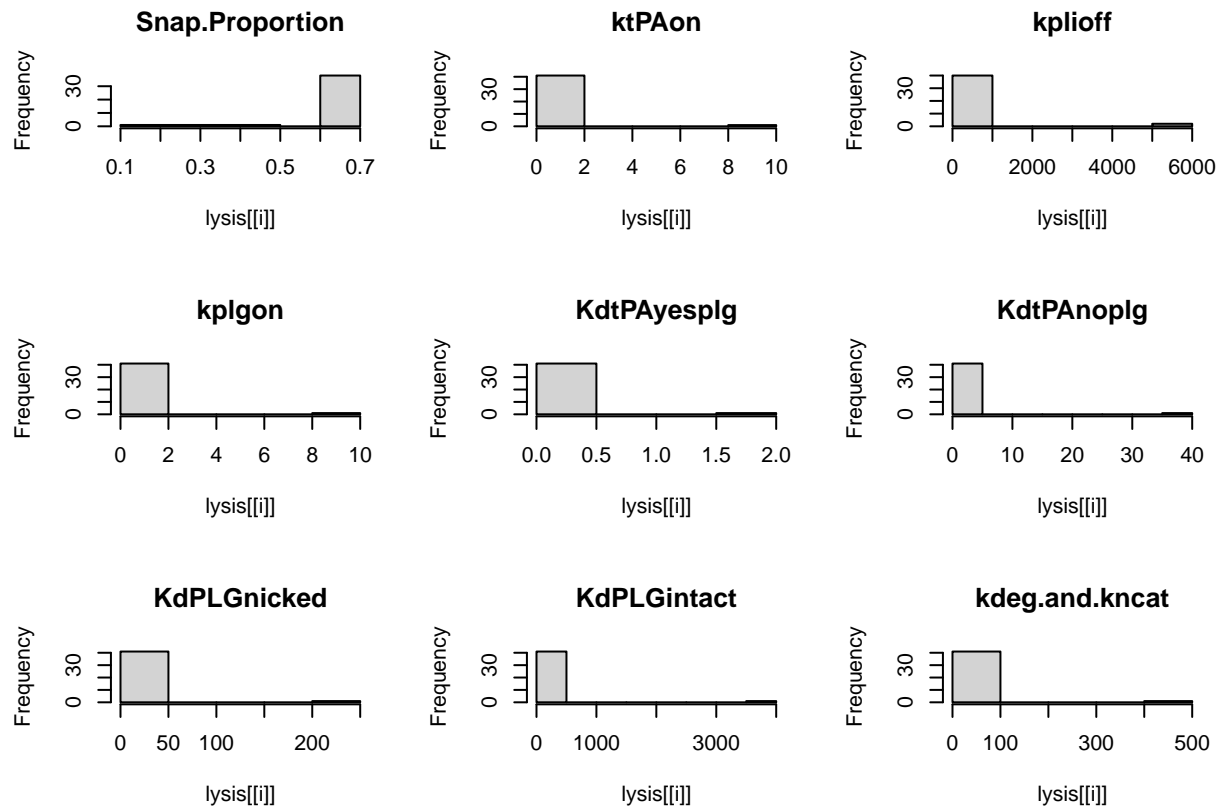 Snap.Proportion
Frequency
0 30
0.1 0.3 0.5 0.7
lysis[[i]]
ktPAon
Frequency
0 30
0 2 4 6 8 10
lysis[[i]]
kplioff
Frequency
0 30
0 2000 4000 6000
lysis[[i]]
kplgon
Frequency
0 30
0 2 4 6 8 10
lysis[[i]]
KdtPAyesplg
Frequency
0 30
0.0 0.5 1.0 1.5 2.0
lysis[[i]]
KdtPAnoplg
Frequency
0 30
0 10 20 30 40
lysis[[i]]
KdPLGnicked
Frequency
0 30
0 50 100 200
lysis[[i]]
KdPLGintact
Frequency
0 30
0 1000 3000
lysis[[i]]
kdeg.and.kncat
Frequency
0 30
0 100 300 500
lysis[[i]]